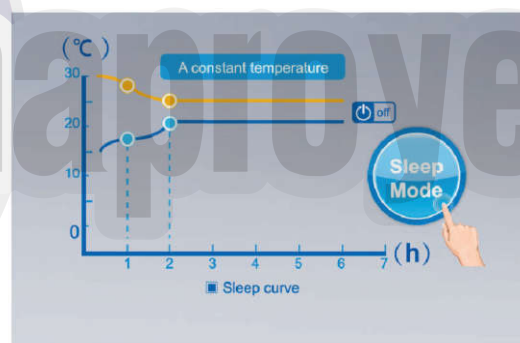 (℃)
A constant temperature
30
off
20
Sleep
Mode
10
0
1 2 3 4 5 6 7 (h)
Sleep curve